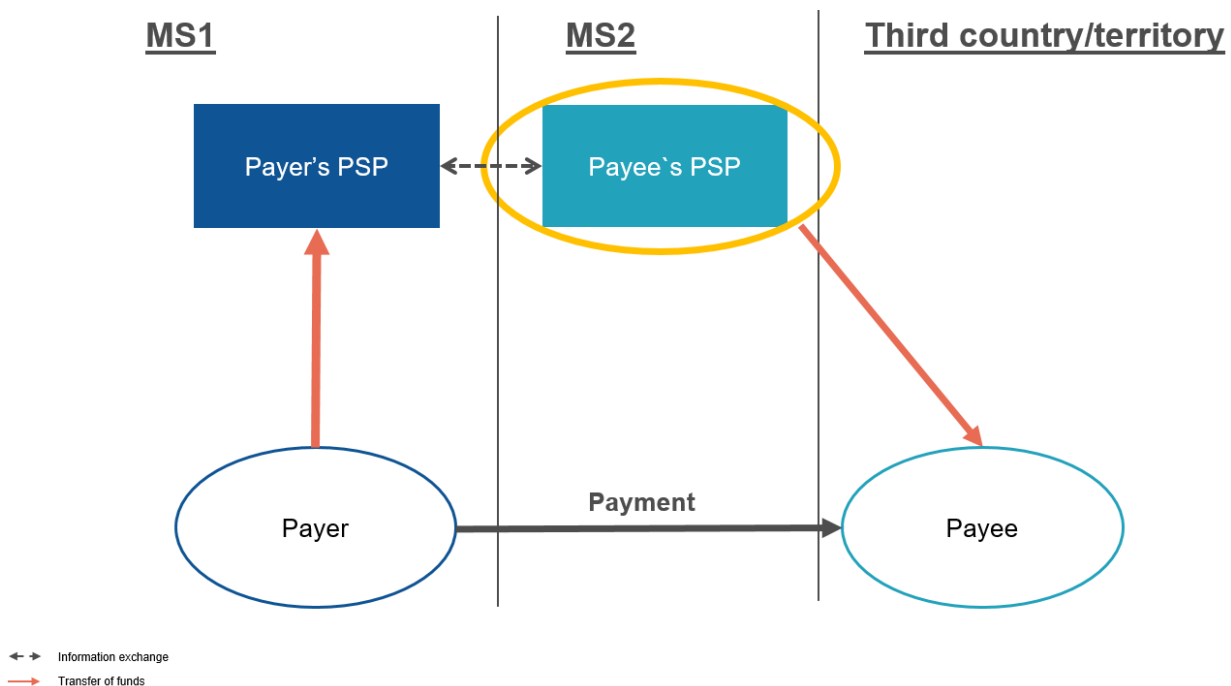 MS1
MS2
Third country/territory
Payer’s PSP
Payee`s PSP
Payment
Payer
Payee
Information exchange
Transfer of funds